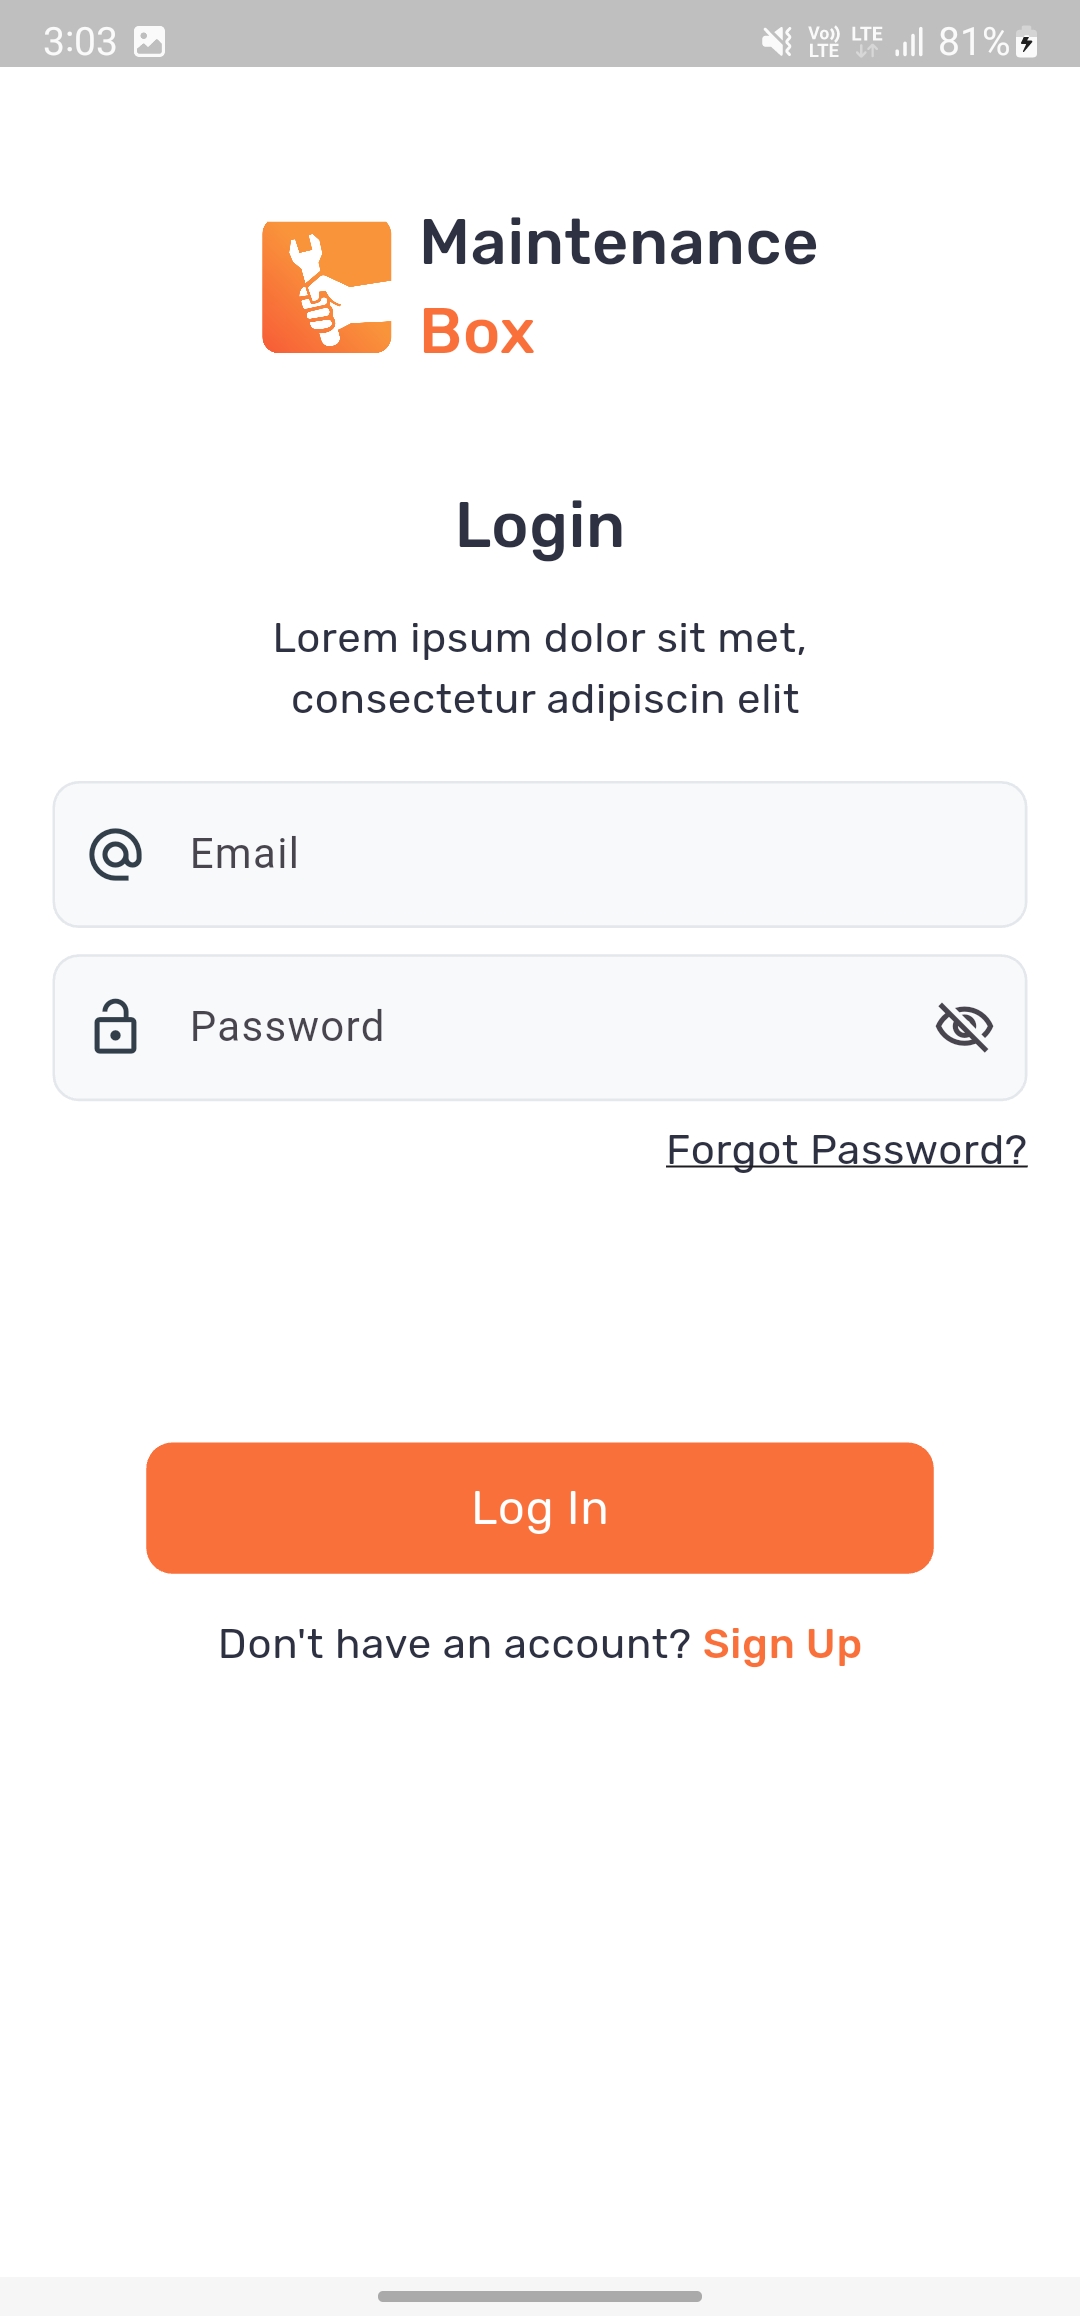 3:03 Vo)) LTE LTE 81%
Maintenance
Box
Login
Lorem ipsum dolor sit met,
consectetur adipiscin elit
Email
Password
Forgot Password?
Log In
Don't have an account? Sign Up